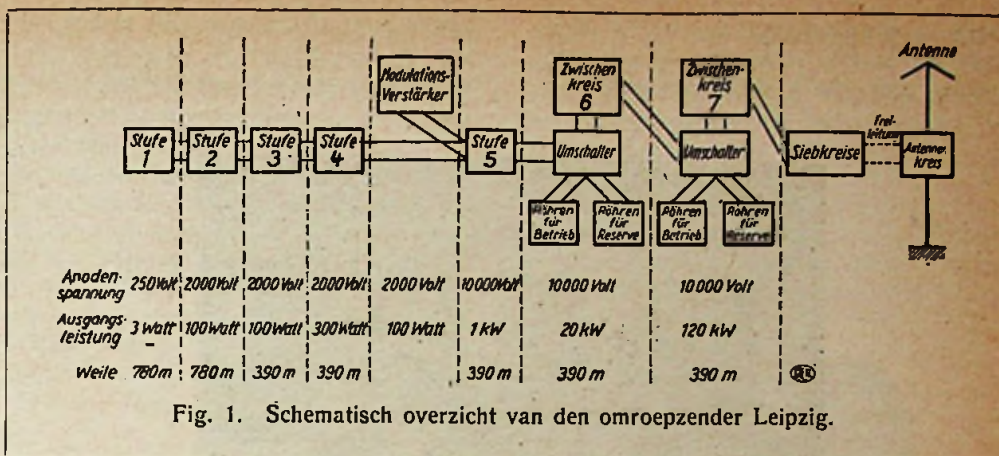 Antenne
Modulations-
Verstärker
Zwischen
kreis
6
Zwischen-
kreis
7
Frei-
leitung
Stufe
1
Stufe
2
Stufe
3
Stufe
4
Stufe
5
Umschalter
Umschalter
Siebkreise
Antennen
kreis
Röhren
für
Betrieb
Röhren
für
Reserve
Röhren
für
Betrieb
Röhren
für
Reserve
Anoden-
spannung 250 Volt 2000 Volt 2000 Volt 2000 Volt 2000 Volt 10000 Volt 10000 Volt 10000 Volt
Ausgangs-
leistung 3 Watt 100 Watt 100 Watt 300 Watt 100 Watt 1 kW 20 kW 120 kW
Welle 780 m 780 m 390 m 390 m 390 m 390 m 390 m
Fig. 1. Schematisch overzicht van den omroepzender Leipzig.